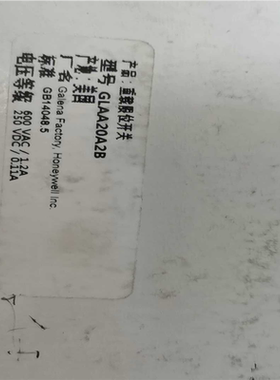 产品：重载限位开关
型号 GLAA20A2B
产地：美国
厂名 Galena Factory, Honeywell Inc.
标准 GB14048.5
电压等级 600 VAC / 1.2A
250 VDC / 0.11A